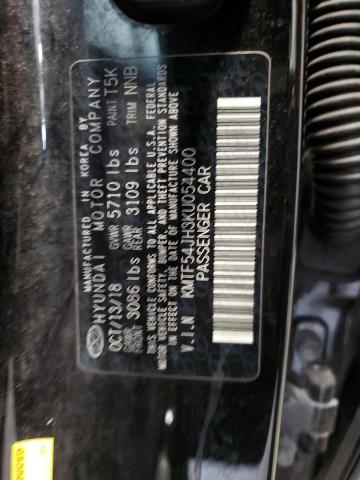 MANUFACTURED IN KOREA BY
HYUNDAI MOTOR COMPANY
OCT/13/18 GVWR 5710 lbs PAINT T5K
3086 lbs GAWR REAR 3109 lbs TRIM NNB
THIS VEHICLE CONFORMS TO ALL APPLICABLE U.S.A. FEDERAL
MOTOR VEHICLE SAFETY, BUMPER, AND THEFT PREVENTION STANDARDS
IN EFFECT ON THE DATE OF MANUFACTURE SHOWN ABOVE.
V.I.N KMTF54JH3KU054400
PASSENGER CAR